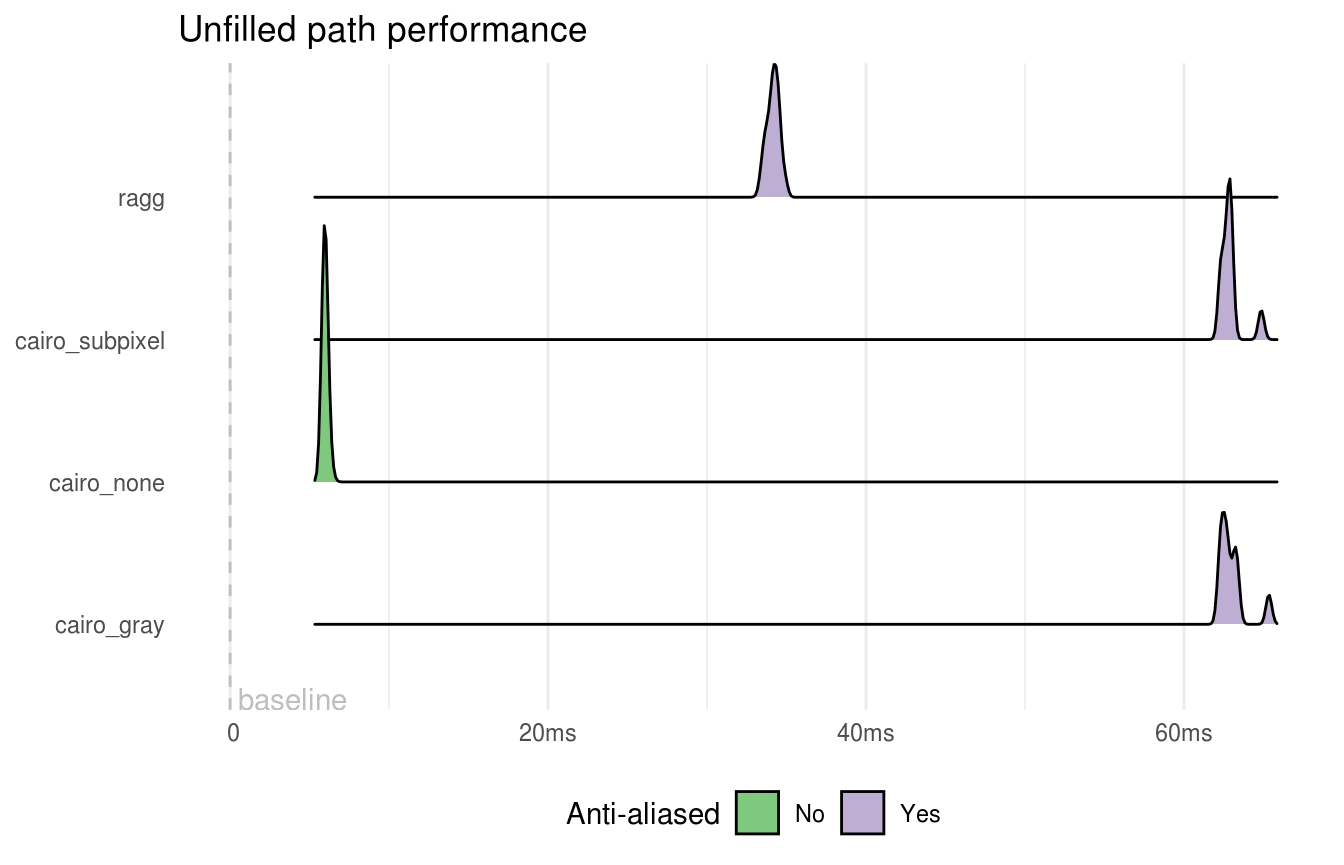 Unfilled path performance
ragg
cairo_subpixel
cairo_none
cairo_gray
baseline
0 20ms 40ms 60ms
Anti-aliased No Yes